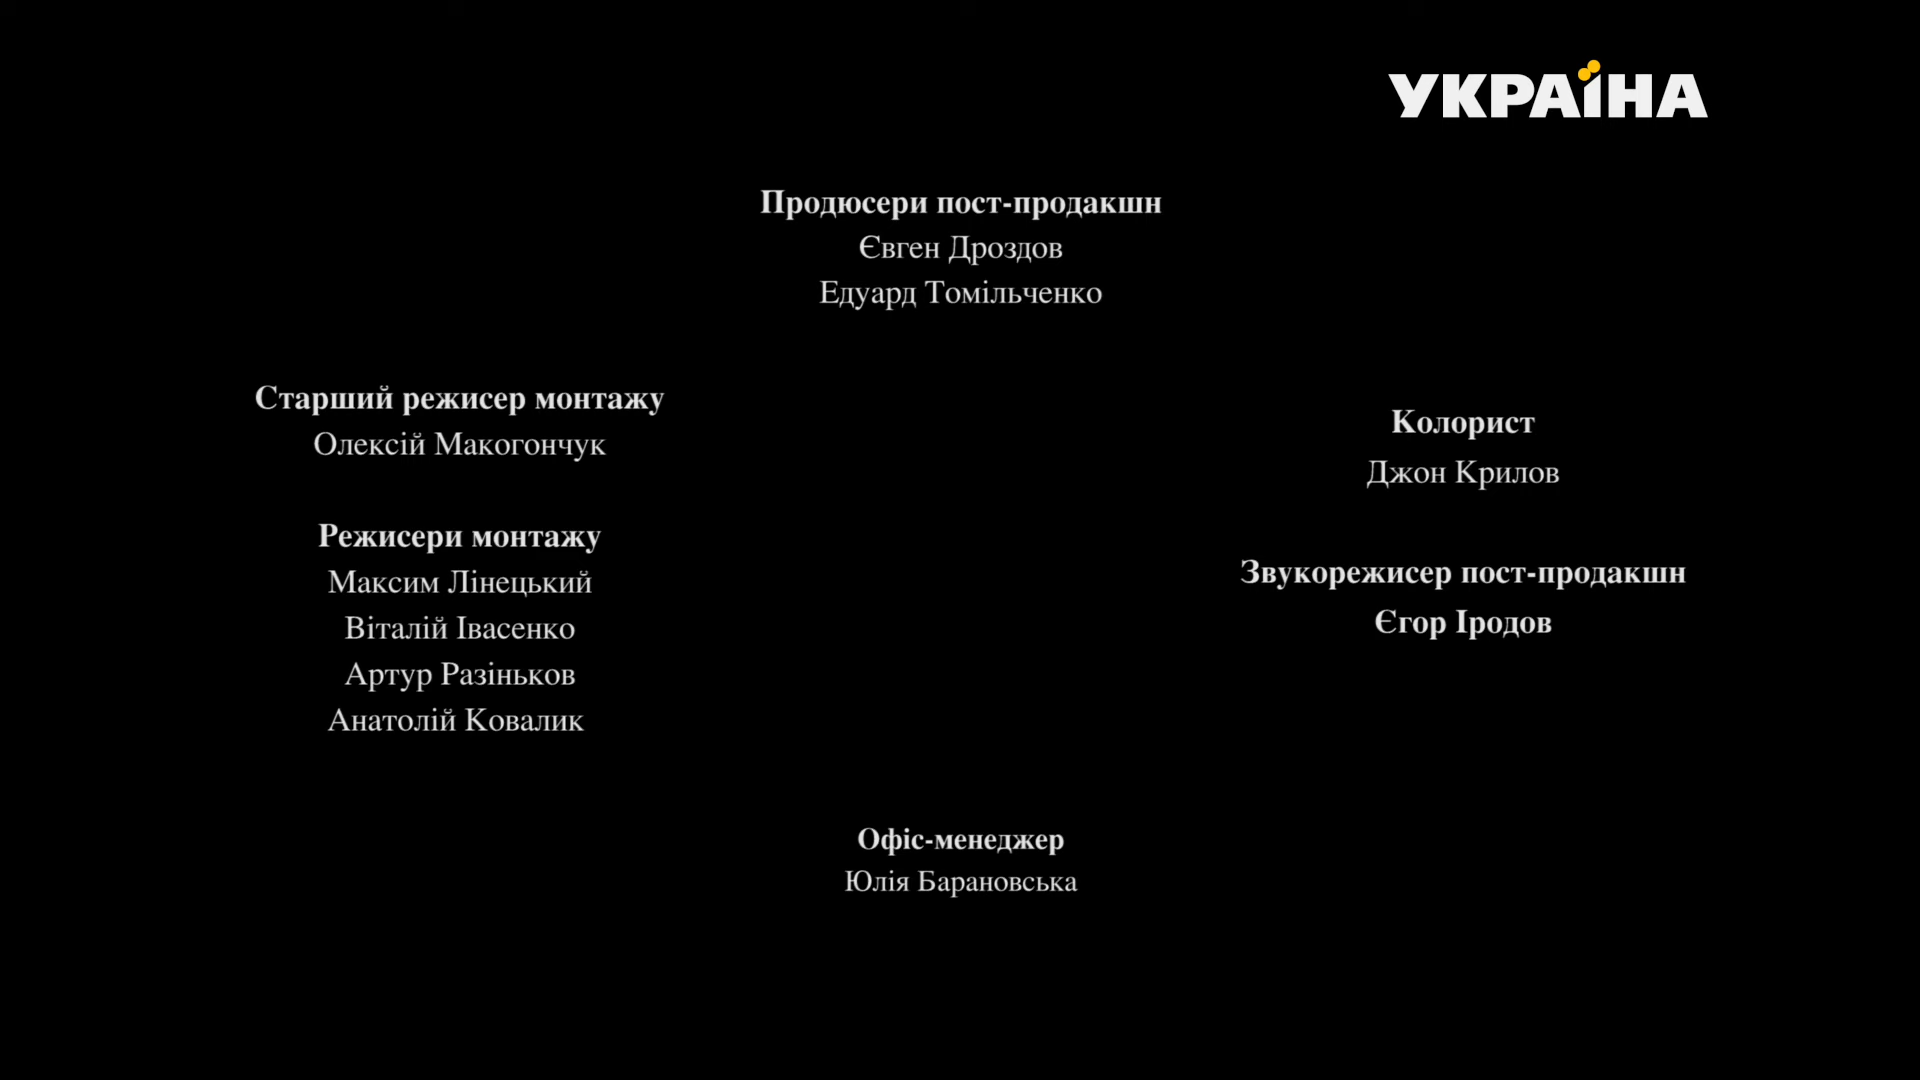 УКРАЇНА
Продюсери пост-продакшн
Євген Дроздов
Едуард Томільченко
Старший режисер монтажу
Олексій Макогончук
Режисери монтажу
Максим Лінецький
Віталій Івасенко
Артур Разіньков
Анатолій Ковалик
Колорист
Джон Крилов
Звукорежисер пост-продакшн
Єгор Іродов
Офіс-менеджер
Юлія Барановська